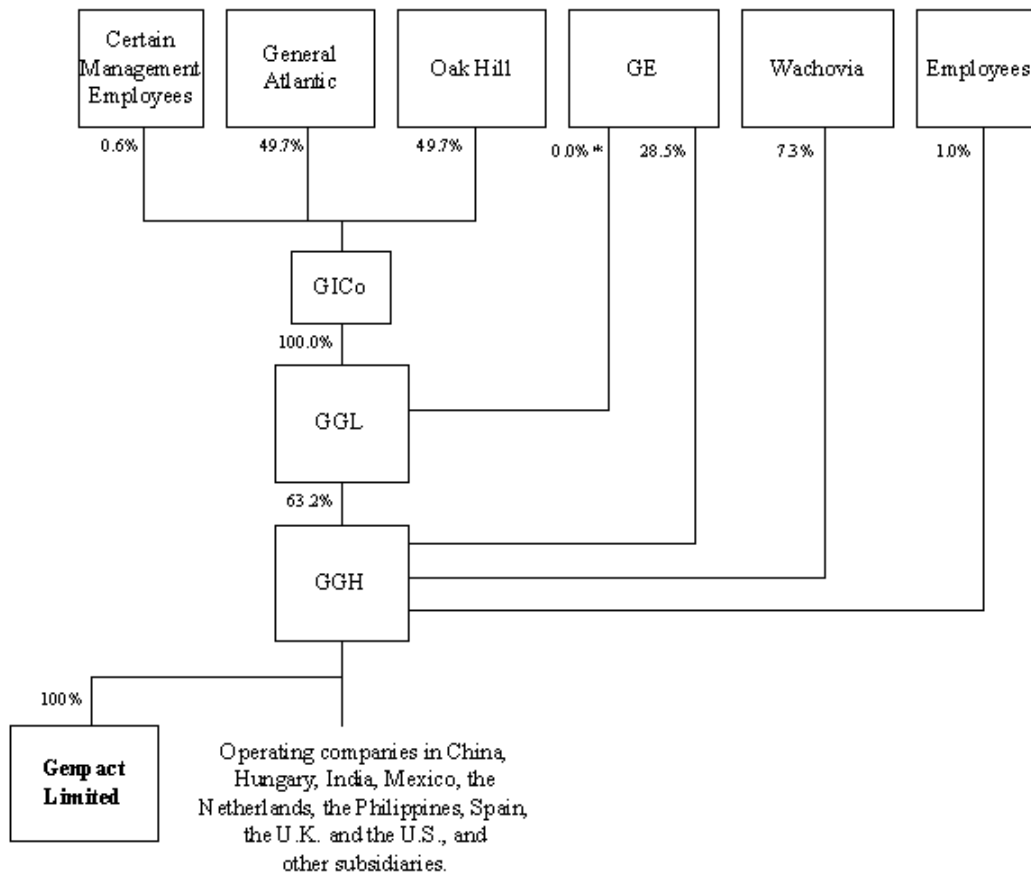 Certain
Management
Employees
General
Atlantic
Oak Hill
GE
Wachovia
Employees
0.6%
49.7%
49.7%
0.0% *
28.5%
7.3%
1.0%
GICo
100.0%
GGL
63.2%
GGH
100%
Genpact
Limited
Operating companies in China,
Hungary, India, Mexico, the
Netherlands, the Philippines, Spain,
the U.K. and the U.S., and
other subsidiaries.